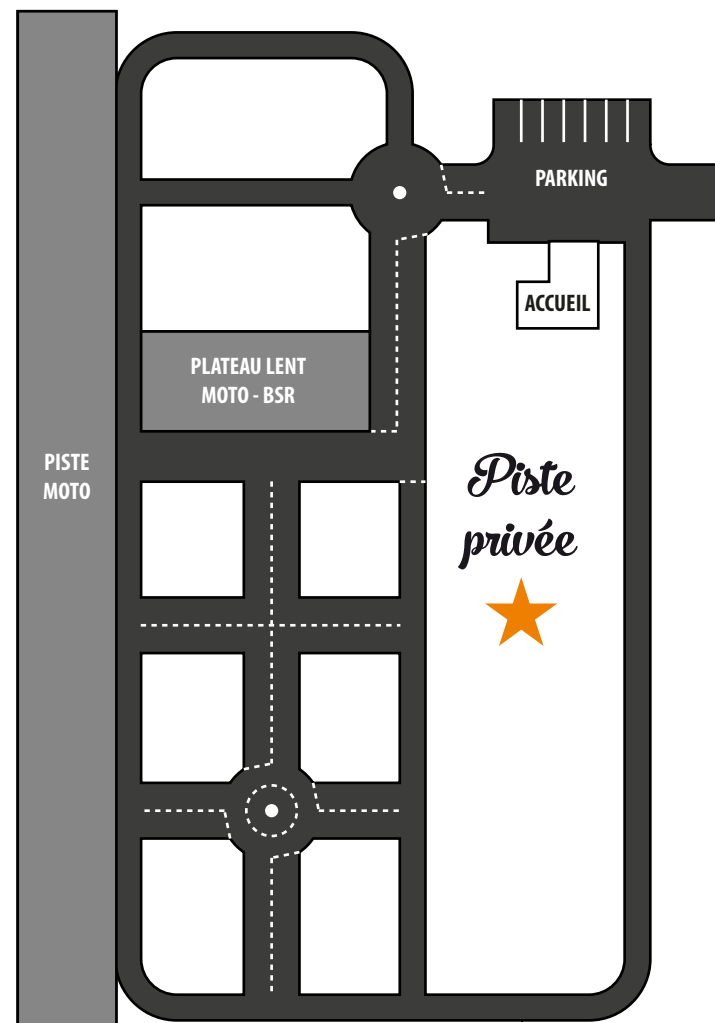 PARKING
ACCUEIL
PLATEAU LENT
MOTO - BSR
PISTE
MOTO
Piste
privée